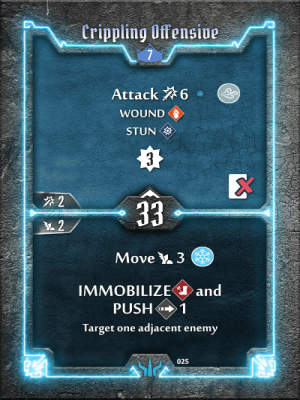 Crippling Offensive
7
Attack 6
WOUND
STUN
3
2
33
2
Move 3
IMMOBILIZE and
PUSH 1
Target one adjacent enemy
025